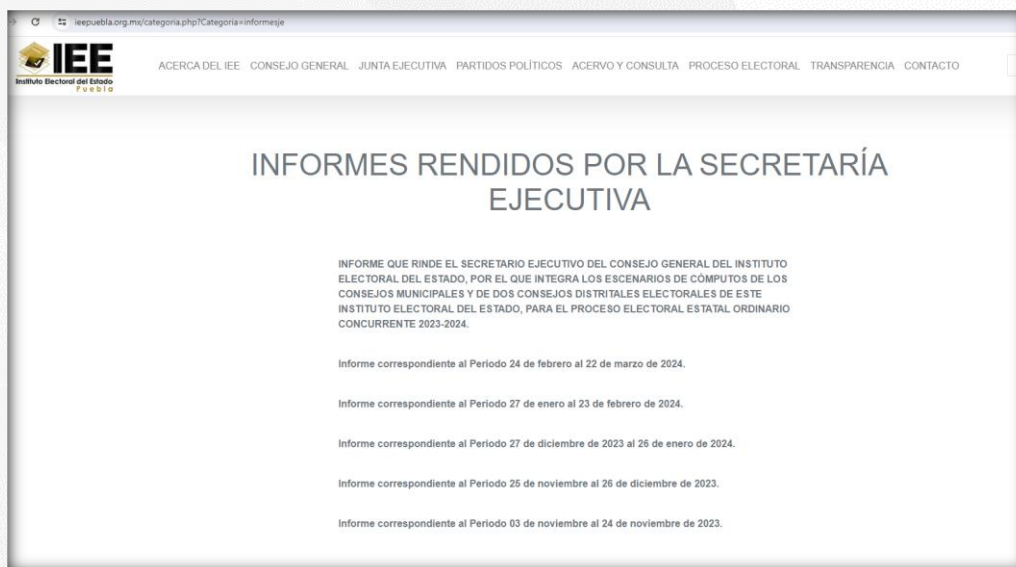 ieepuebla.org.mx/categoria.php?Categoria=informesje
IEE
Instituto Electoral del Estado
Puebla
ACERCA DEL IEE CONSEJO GENERAL JUNTA EJECUTIVA PARTIDOS POLÍTICOS ACERVO Y CONSULTA PROCESO ELECTORAL TRANSPARENCIA CONTACTO
INFORMES RENDIDOS POR LA SECRETARÍA
EJECUTIVA
INFORME QUE RINDE EL SECRETARIO EJECUTIVO DEL CONSEJO GENERAL DEL INSTITUTO
ELECTORAL DEL ESTADO, POR EL QUE INTEGRA LOS ESCENARIOS DE CÓMPUTOS DE LOS
CONSEJOS MUNICIPALES Y DE DOS CONSEJOS DISTRITALES ELECTORALES DE ESTE
INSTITUTO ELECTORAL DEL ESTADO, PARA EL PROCESO ELECTORAL ESTATAL ORDINARIO
CONCURRENTE 2023-2024.
Informe correspondiente al Periodo 24 de febrero al 22 de marzo de 2024.
Informe correspondiente al Periodo 27 de enero al 23 de febrero de 2024.
Informe correspondiente al Periodo 27 de diciembre de 2023 al 26 de enero de 2024.
Informe correspondiente al Periodo 25 de noviembre al 26 de diciembre de 2023.
Informe correspondiente al Periodo 03 de noviembre al 24 de noviembre de 2023.